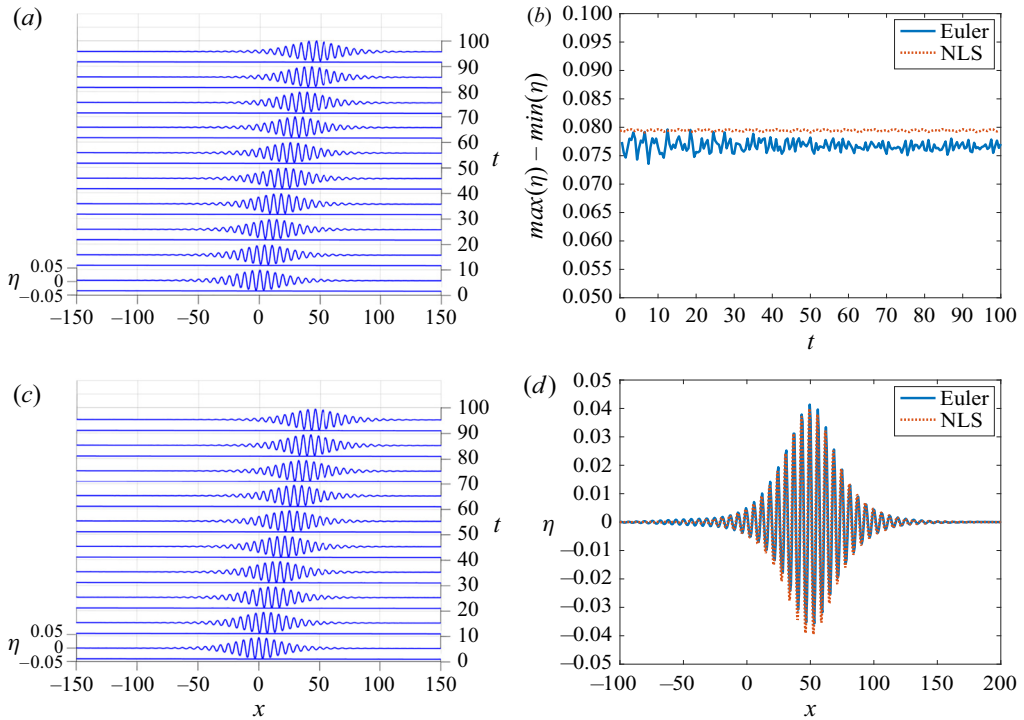 (a)
100
90
80
70
60
50
40
30
20
10
0
t
η
0.05
0
–0.05
–150
–100
–50
0
50
100
150
(b)
0.100
0.095
0.090
0.085
0.080
0.075
0.070
0.065
0.060
0.055
0.050
max(η) – min(η)
Euler
NLS
0 10 20 30 40 50 60 70 80 90 100
t
(c)
100
90
80
70
60
50
40
30
20
10
0
t
η
0.05
0
–0.05
–150 –100 –50 0 50 100 150
x
(d)
0.05
0.04
0.03
0.02
0.01
0
–0.01
–0.02
–0.03
–0.04
–0.05
η
Euler
NLS
–100 –50 0 50 100 150 200
x